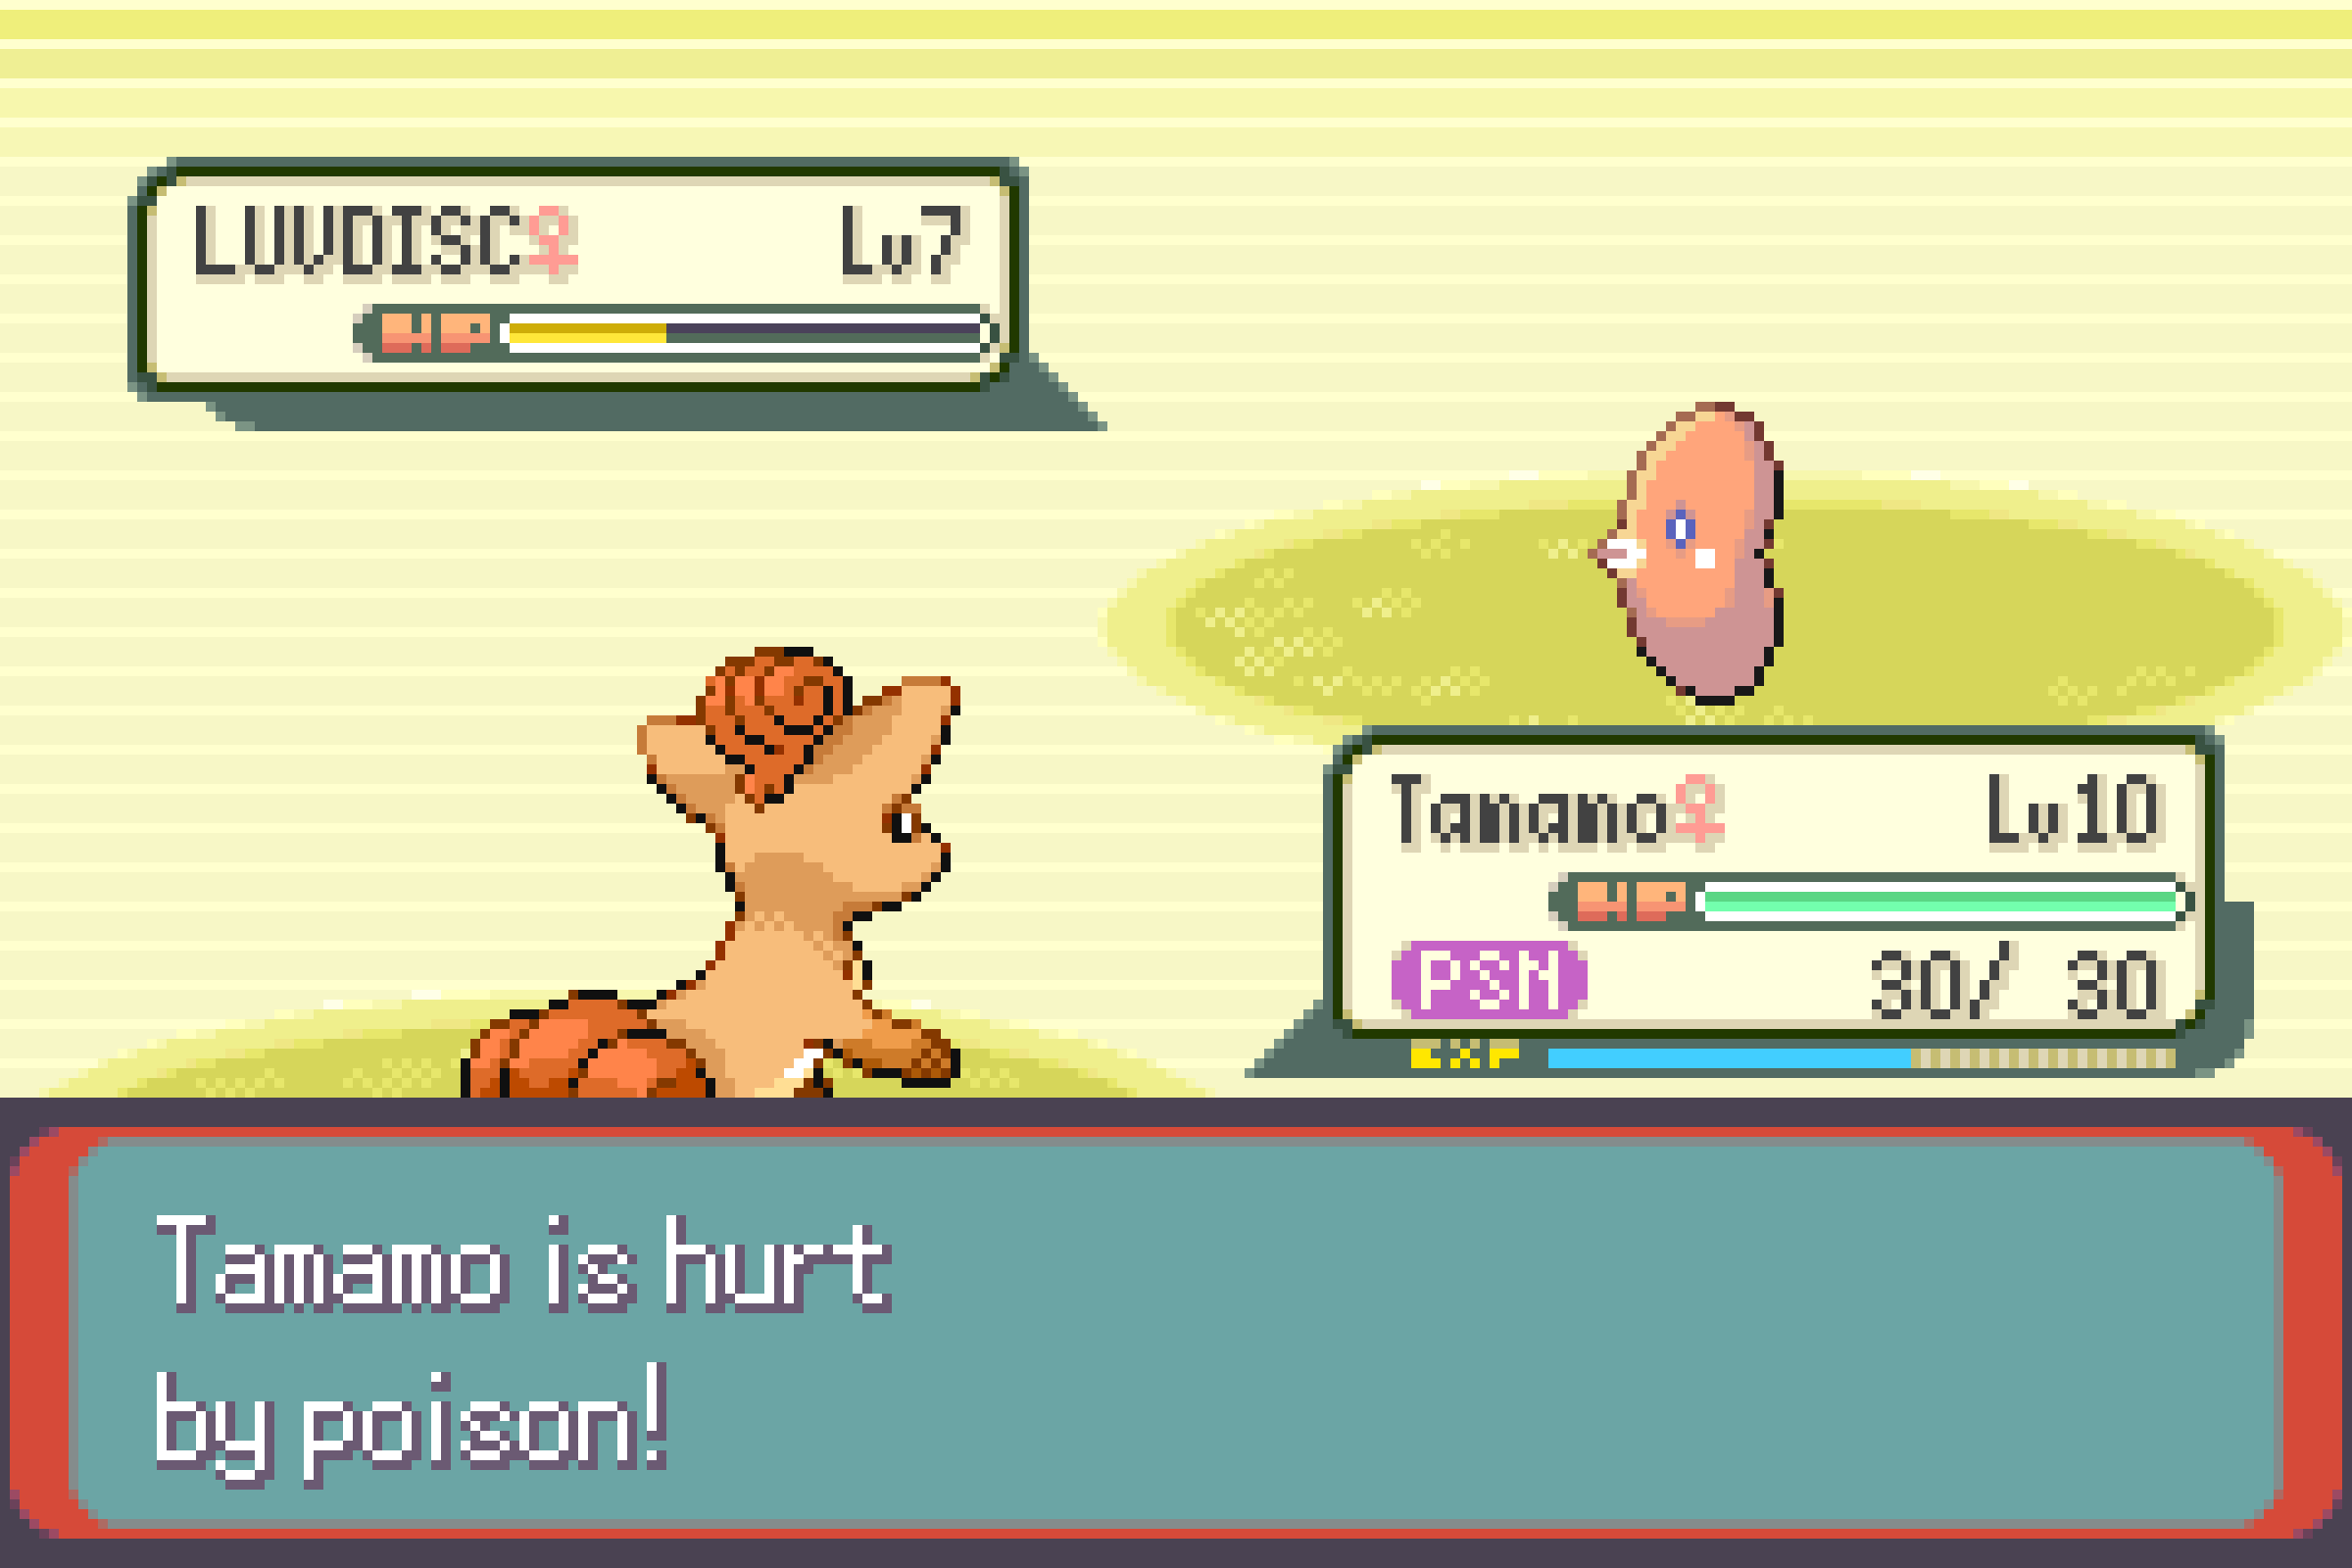 LUVDISC♀ Lv7
HP
Tamamo♀ Lv10
HP
PSN 30/ 30
EXP
Tamamo is hurt
by poison!